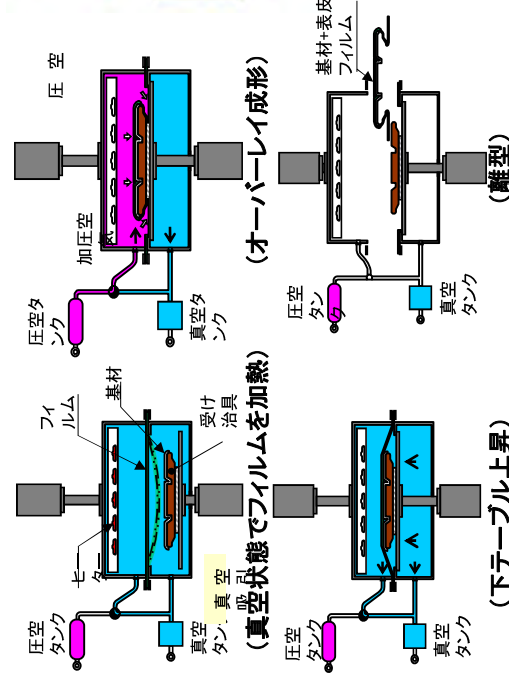 圧空
タンク
真空
タンク
ヒー
ター
真空引
吸
フィ
ルム
基材
受け
治具
(真空状態でフィルムを加熱)
圧空タ
ンク
真空タ
ンク
加圧空
気
圧空
(オーバーレイ成形)
圧空
タンク
真空
タンク
(下テーブル上昇)
圧空
タンク
真空
タンク
基材+表皮
フィルム
(離型)